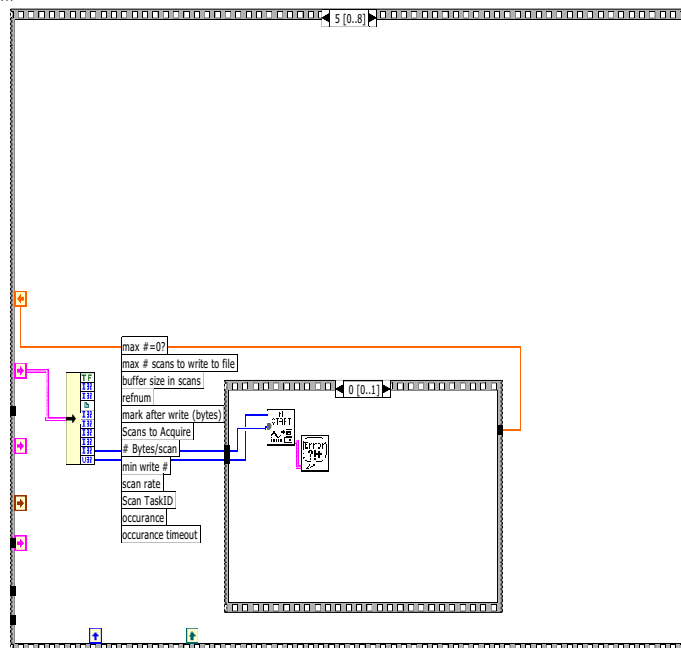 5 [0..8]
max #=0?
max # scans to write to file
buffer size in scans
refnum
mark after write (bytes)
Scans to Acquire
# Bytes/scan
min write #
scan rate
Scan TaskID
occurance
occurance timeout
TF
0 [0..1]
START
Error
?!+